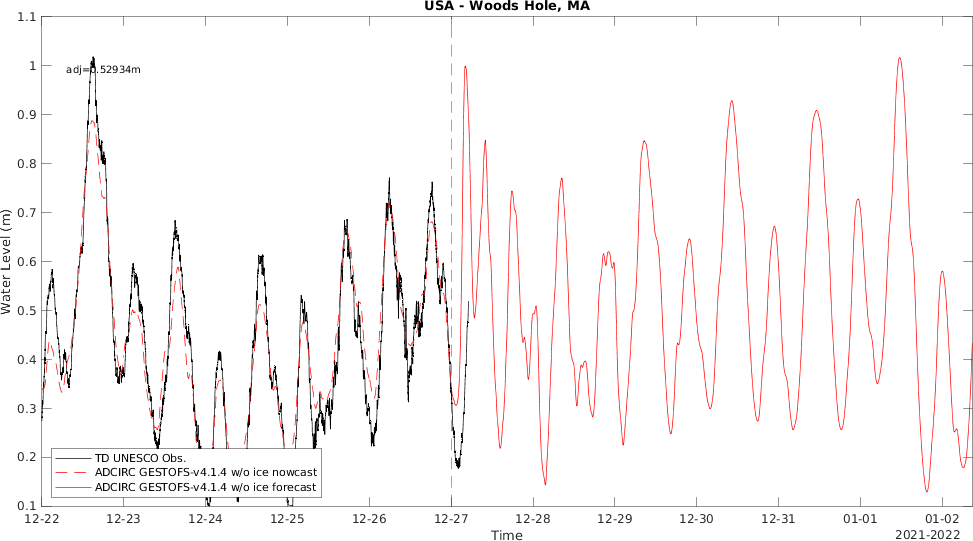 USA - Woods Hole, MA
1.1
1
0.9
0.8
0.7
0.6
0.5
0.4
0.3
0.2
0.1
Water Level (m)
adj=0.52934m
TD UNESCO Obs.
ADCIRC GESTOFS-v4.1.4 w/o ice nowcast
ADCIRC GESTOFS-v4.1.4 w/o ice forecast
12-22 12-23 12-24 12-25 12-26 12-27 12-28 12-29 12-30 12-31 01-01 01-02
Time
2021-2022